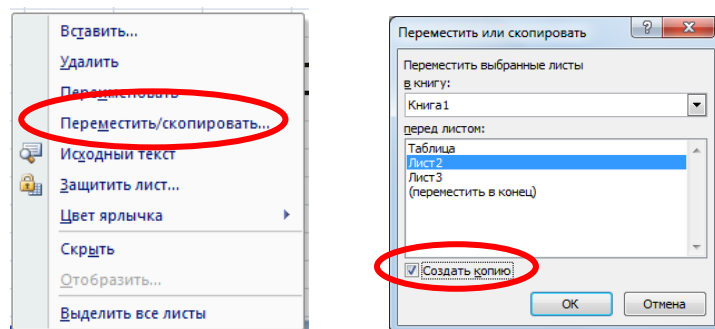 Вставить...
Удалить
Переименовать
Переместить/скопировать...
Исходный текст
Защитить лист...
Цвет ярлычка
Скрыть
Отобразить...
Выделить все листы
Переместить или скопировать
Переместить выбранные листы
в книгу:
Книга1
перед листом:
Таблица
Лист2
Лист3
(переместить в конец)
Создать копию
ОК
Отмена